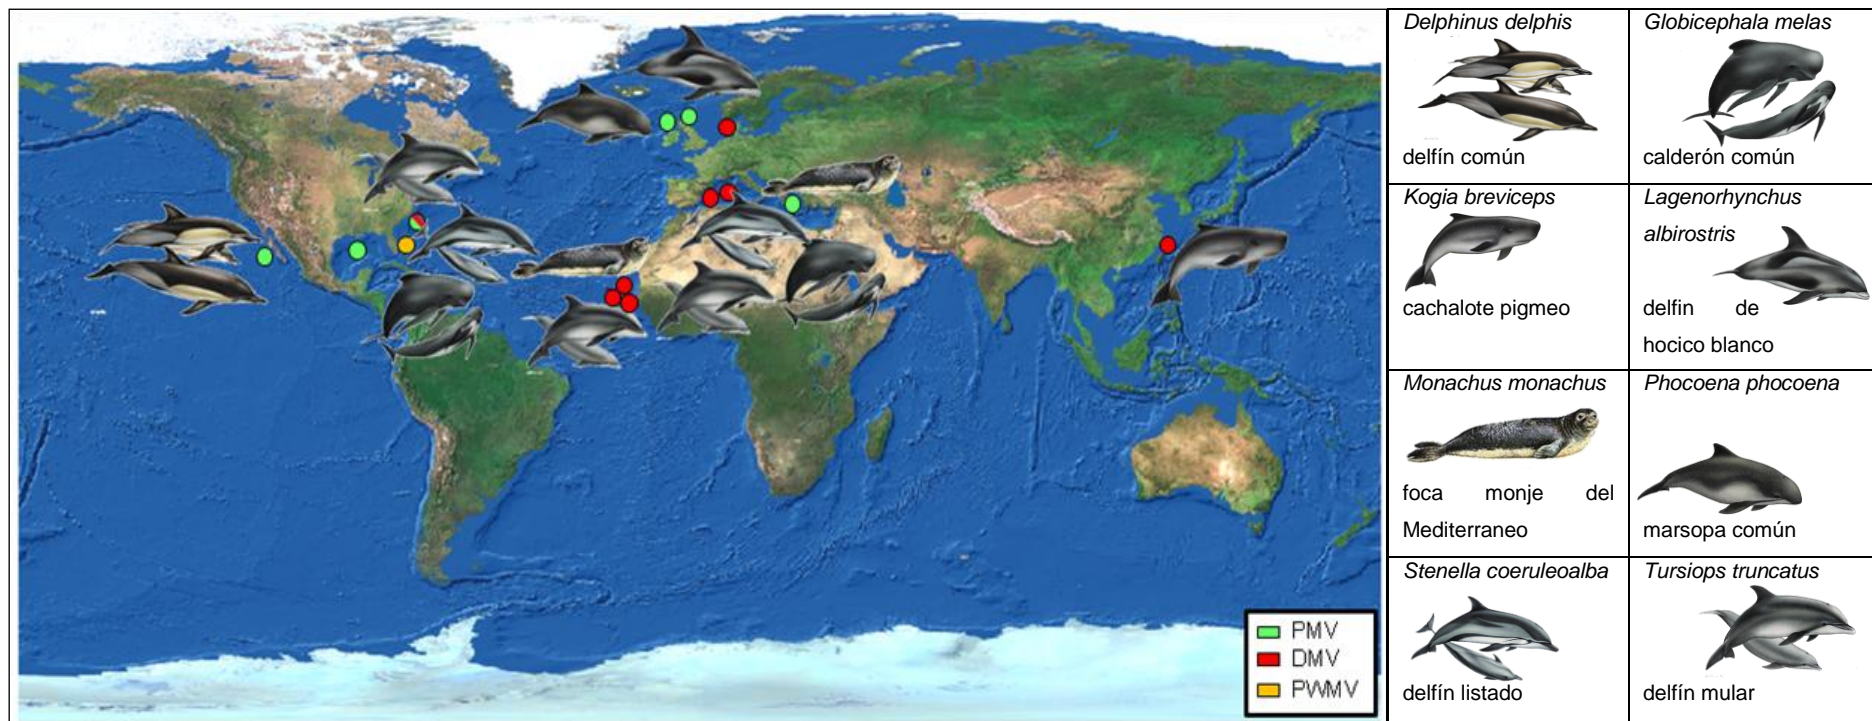 Delphinus delphis
delfín común
Globicephala melas
calderón común
Kogia breviceps
cachalote pigmeo
Lagenorhynchus
albirostris
delfin de
hocico blanco
Monachus monachus
foca monje del
Mediterraneo
Phocoena phocoena
marsopa común
Stenella coeruleoalba
delfín listado
Tursiops truncatus
delfín mular
PMV
DMV
PWMV